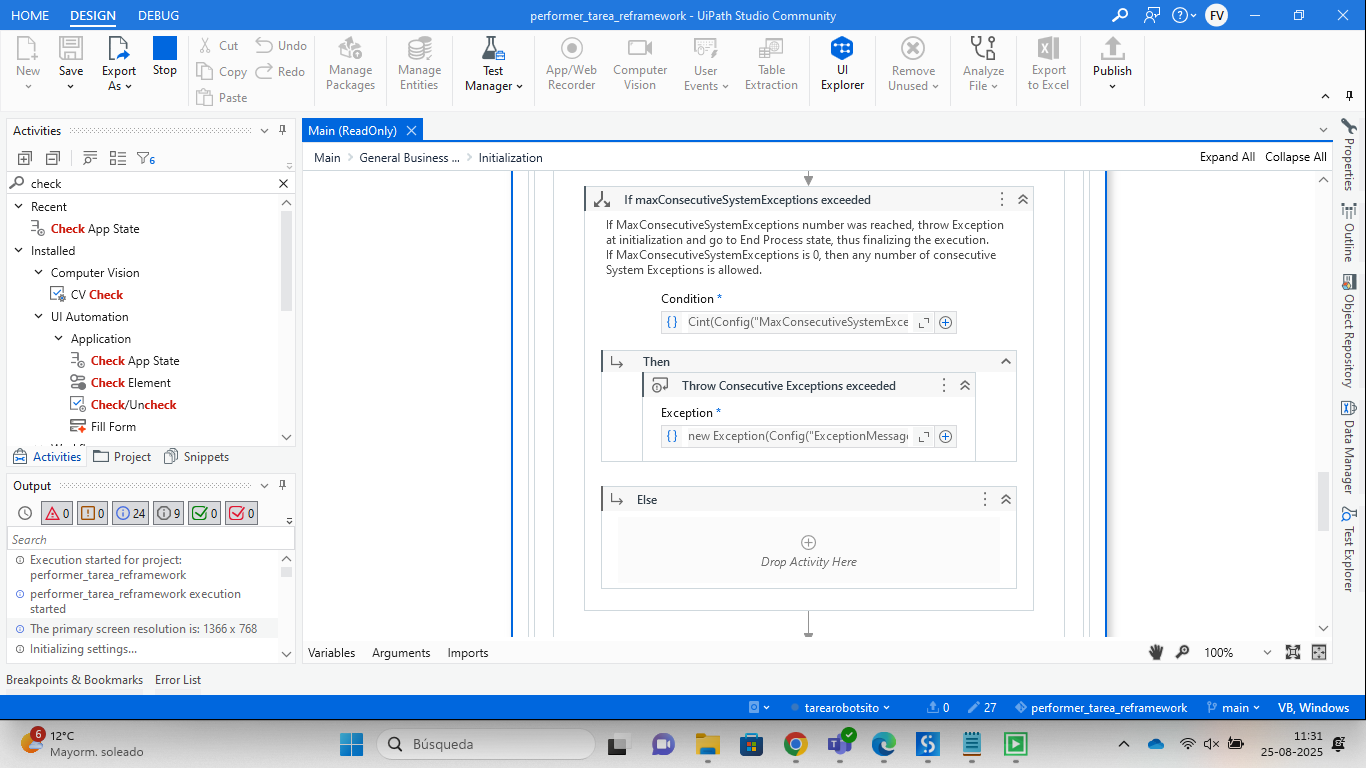 HOME DESIGN DEBUG performer_tarea_reframework - UiPath Studio Community FV
New Save Export As Stop Cut Undo Copy Redo Paste Manage Packages Manage Entities Test Manager App/Web Recorder Computer Vision User Events Table Extraction UI Explorer Remove Unused Analyze File Export to Excel Publish
Activities
6
check
Recent
Check App State
Installed
Computer Vision
CV Check
UI Automation
Application
Check App State
Check Element
Check/Uncheck
Fill Form
Activities Project Snippets
Output
0 0 24 9 0 0
Search
Execution started for project:
performer_tarea_reframework
performer_tarea_reframework execution
started
The primary screen resolution is: 1366 x 768
Initializing settings...
Breakpoints & Bookmarks Error List
Main (ReadOnly)
Main General Business ... Initialization Expand All Collapse All
If maxConsecutiveSystemExceptions exceeded
If MaxConsecutiveSystemExceptions number was reached, throw Exception
at initialization and go to End Process state, thus finalizing the execution.
If MaxConsecutiveSystemExceptions is 0, then any number of consecutive
System Exceptions is allowed.
Condition *
Cint(Config("MaxConsecutiveSystemExce
Then
Throw Consecutive Exceptions exceeded
Exception *
new Exception(Config("ExceptionMessag
Else
Drop Activity Here
Variables Arguments Imports 100%
Properties
Outline
Object Repository
Data Manager
Test Explorer
tarearobotsito 0 27 performer_tarea_reframework main VB, Windows
6
12°C
Mayorm. soleado
Búsqueda
11:31
25-08-2025